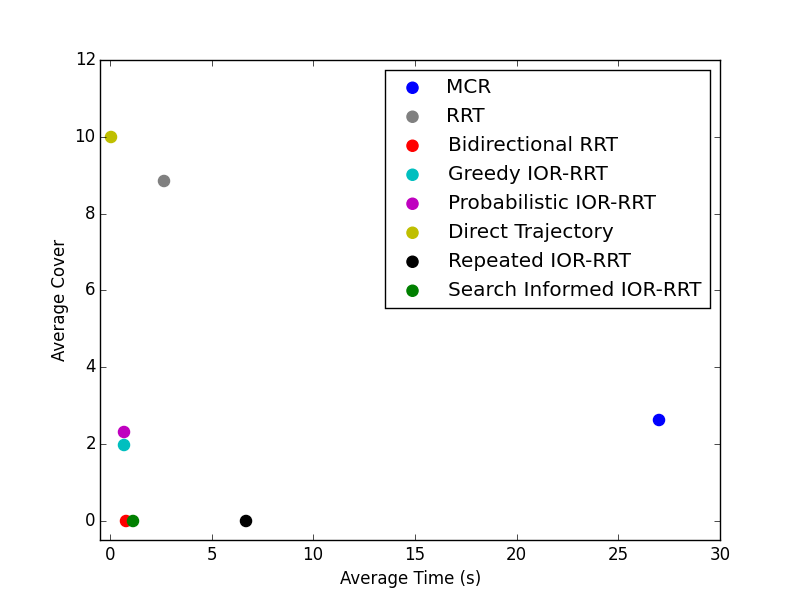 12
10
8
6
4
2
0
Average Cover
MCR
RRT
Bidirectional RRT
Greedy IOR-RRT
Probabilistic IOR-RRT
Direct Trajectory
Repeated IOR-RRT
Search Informed IOR-RRT
0 5 10 15 20 25 30
Average Time (s)